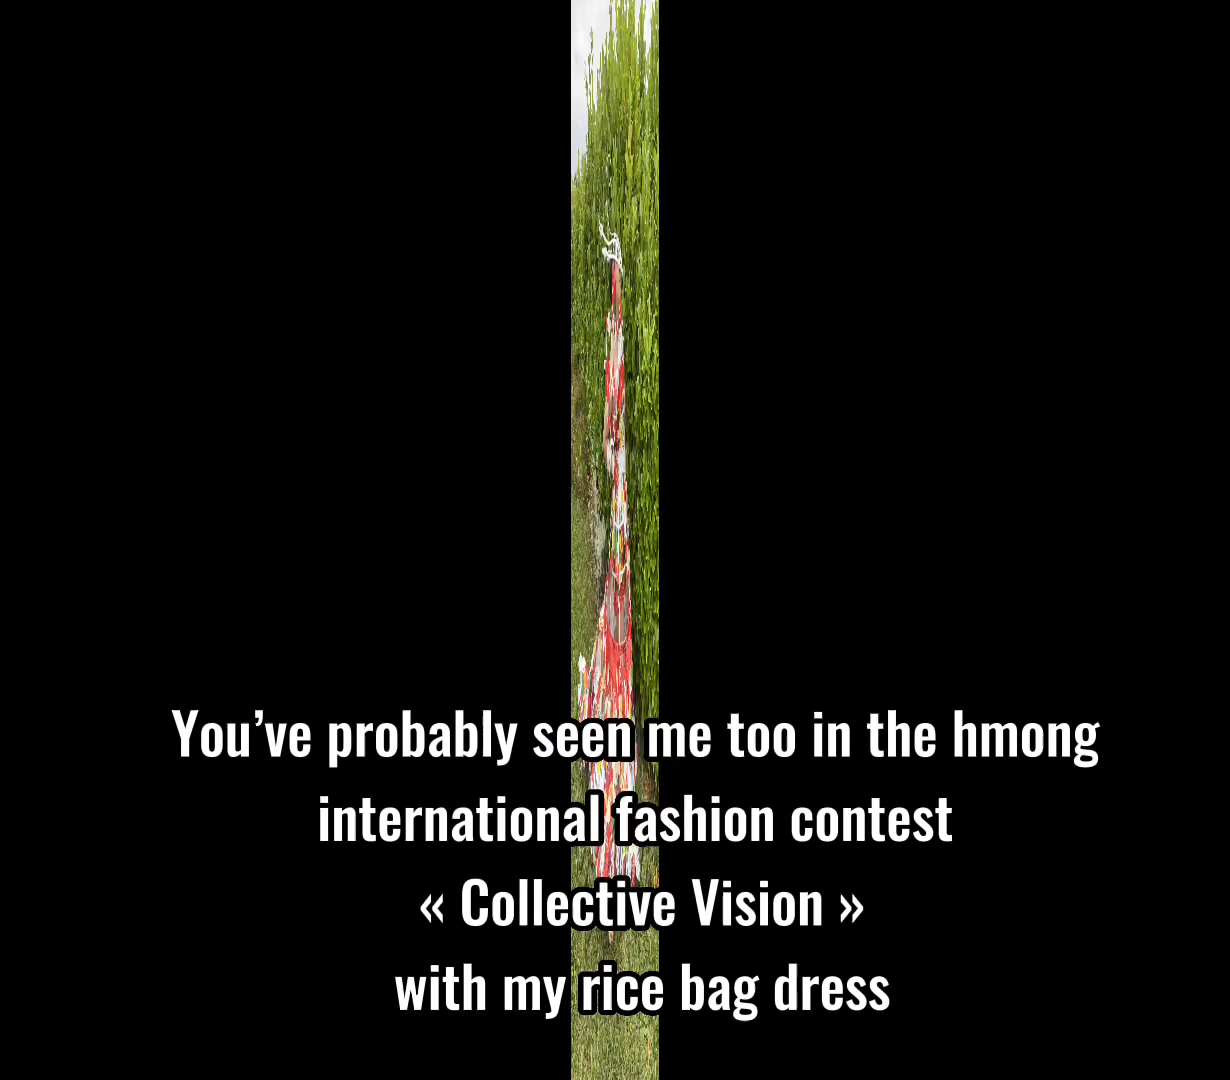 You’ve probably seen me too in the hmong
international fashion contest
« Collective Vision »
with my rice bag dress